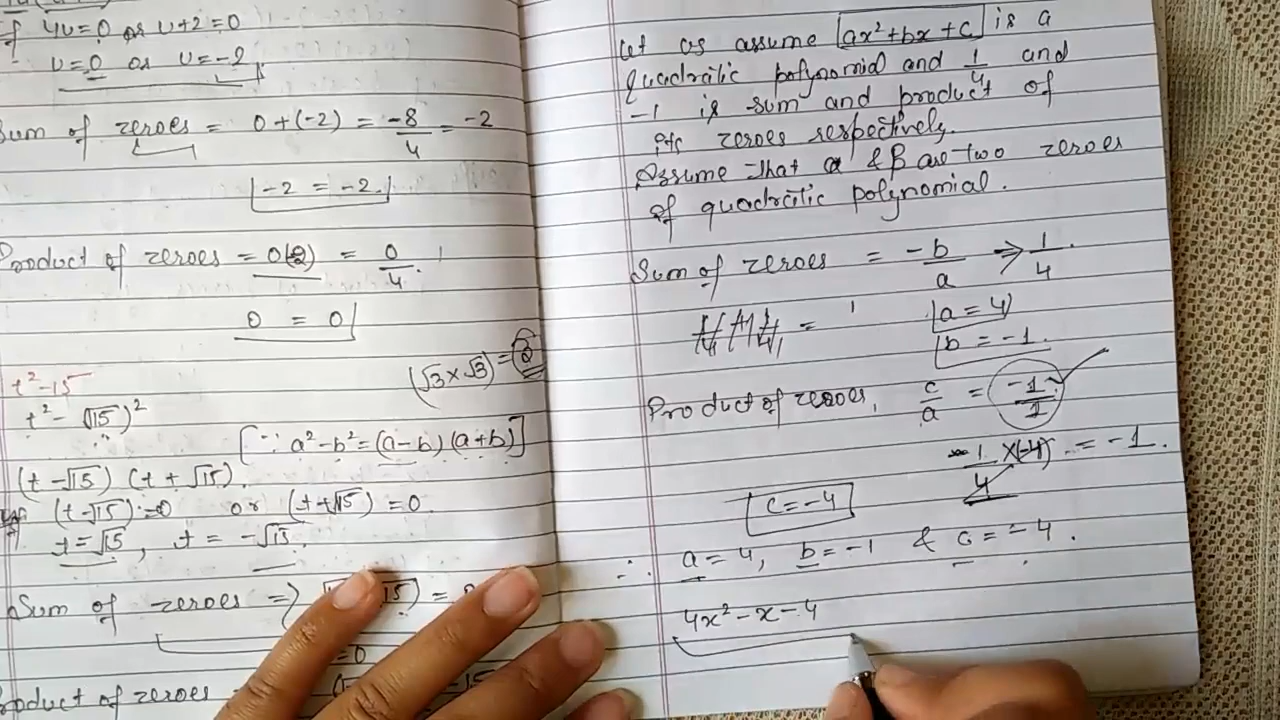 If 4u=0 or u+2=0
u=0 or u=-2
Sum of zeroes = 0+(-2) = -8/4 = -2
-2 = -2
Product of zeroes = 0(-2) = 0/4
0 = 0
(√3×√3) = 3
t²-15
t² - (√15)²
[∵ a²-b²=(a-b)(a+b)]
(t-√15) (t+√15).
(t-√15)=0 or (t+√15)=0.
t=√15, t = -√15.
Sum of zeroes =>
=0
Product of zeroes
let us assume ax²+bx+c is a
quadratic polynomial and 1/4 and
-1 is sum and product of
its zeroes serpectively.
Assume that α & β are two zeroes
of quadratic polynomial.
Sum of zeroes = -b/a => 1/4.
a=4
b=-1.
Product of zeroes, c/a = -1/1
1/4 ×(-4) = -1.
c=-4
∴ a=4, b=-1 & c=-4.
4x²-x-4